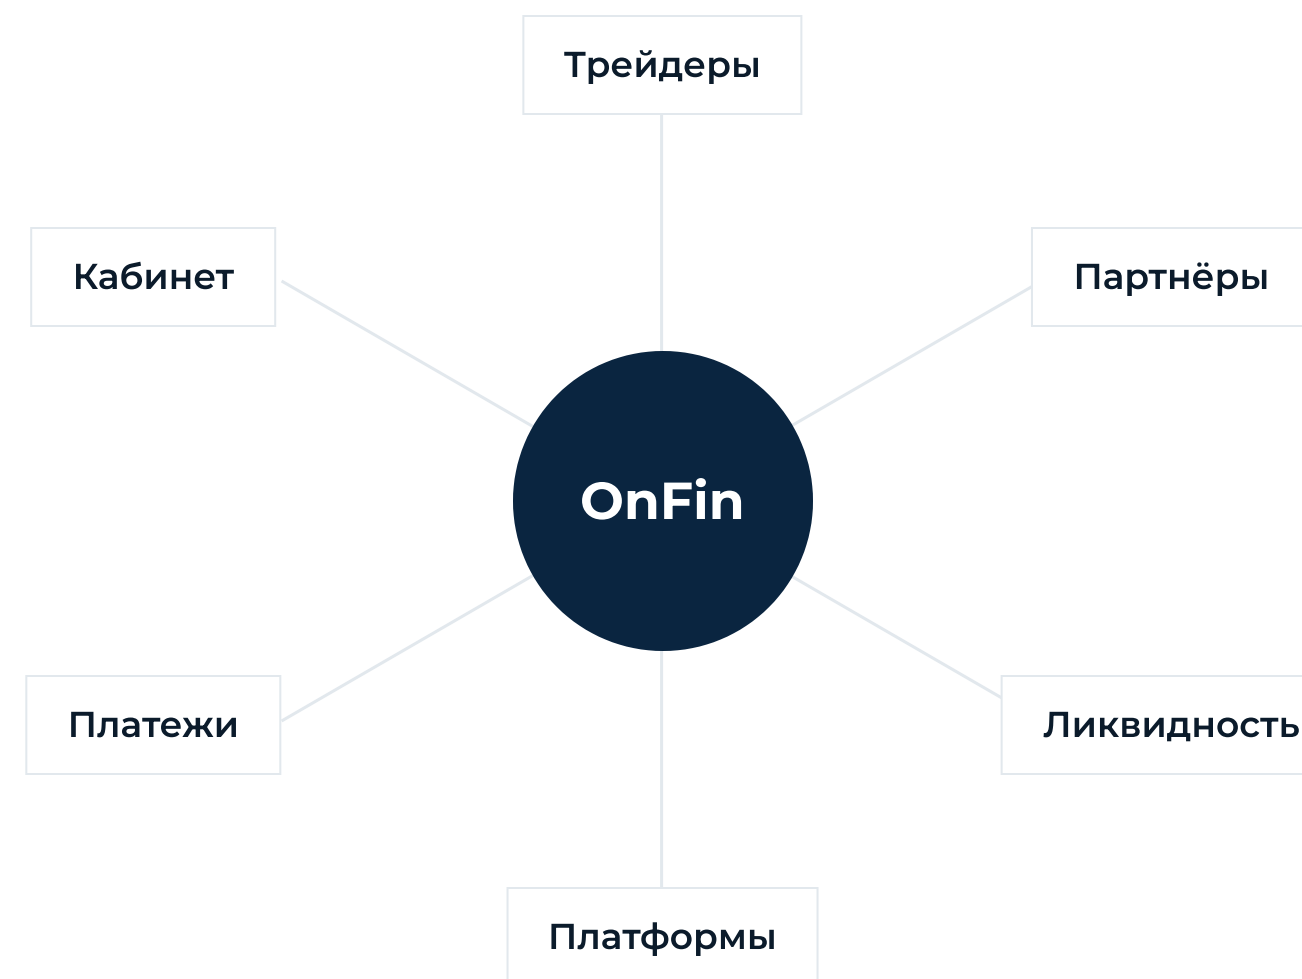 Трейдеры
Кабинет
Партнёры
OnFin
Платежи
Ликвидность
Платформы